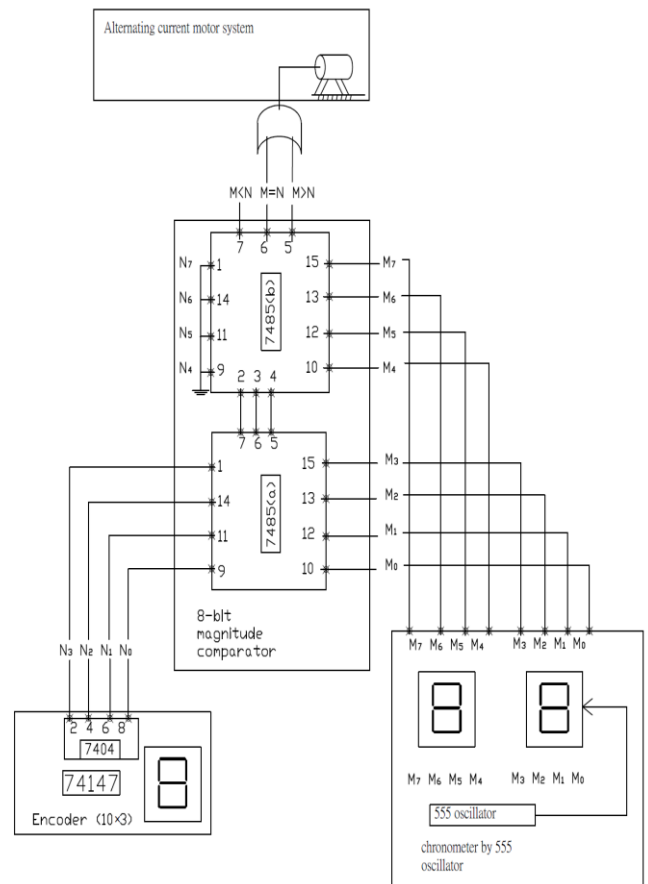 Alternating current motor system
M<N M=N M>N
7 6 5
N7 1 15 M7
N6 14 13 M6
7485(b)
N5 11 12 M5
N4 9 10 M4
2 3 4
7 6 5
1 15 M3
14 13 M2
7485(a)
11 12 M1
9 10 M0
8-bit
magnitude
comparator
N3 N2 N1 N0
2 4 6 8
7404
74147
Encoder (10×3)
M7 M6 M5 M4 M3 M2 M1 M0
8
8
8
M7 M6 M5 M4 M3 M2 M1 M0
555 oscillator
chronometer by 555
oscillator